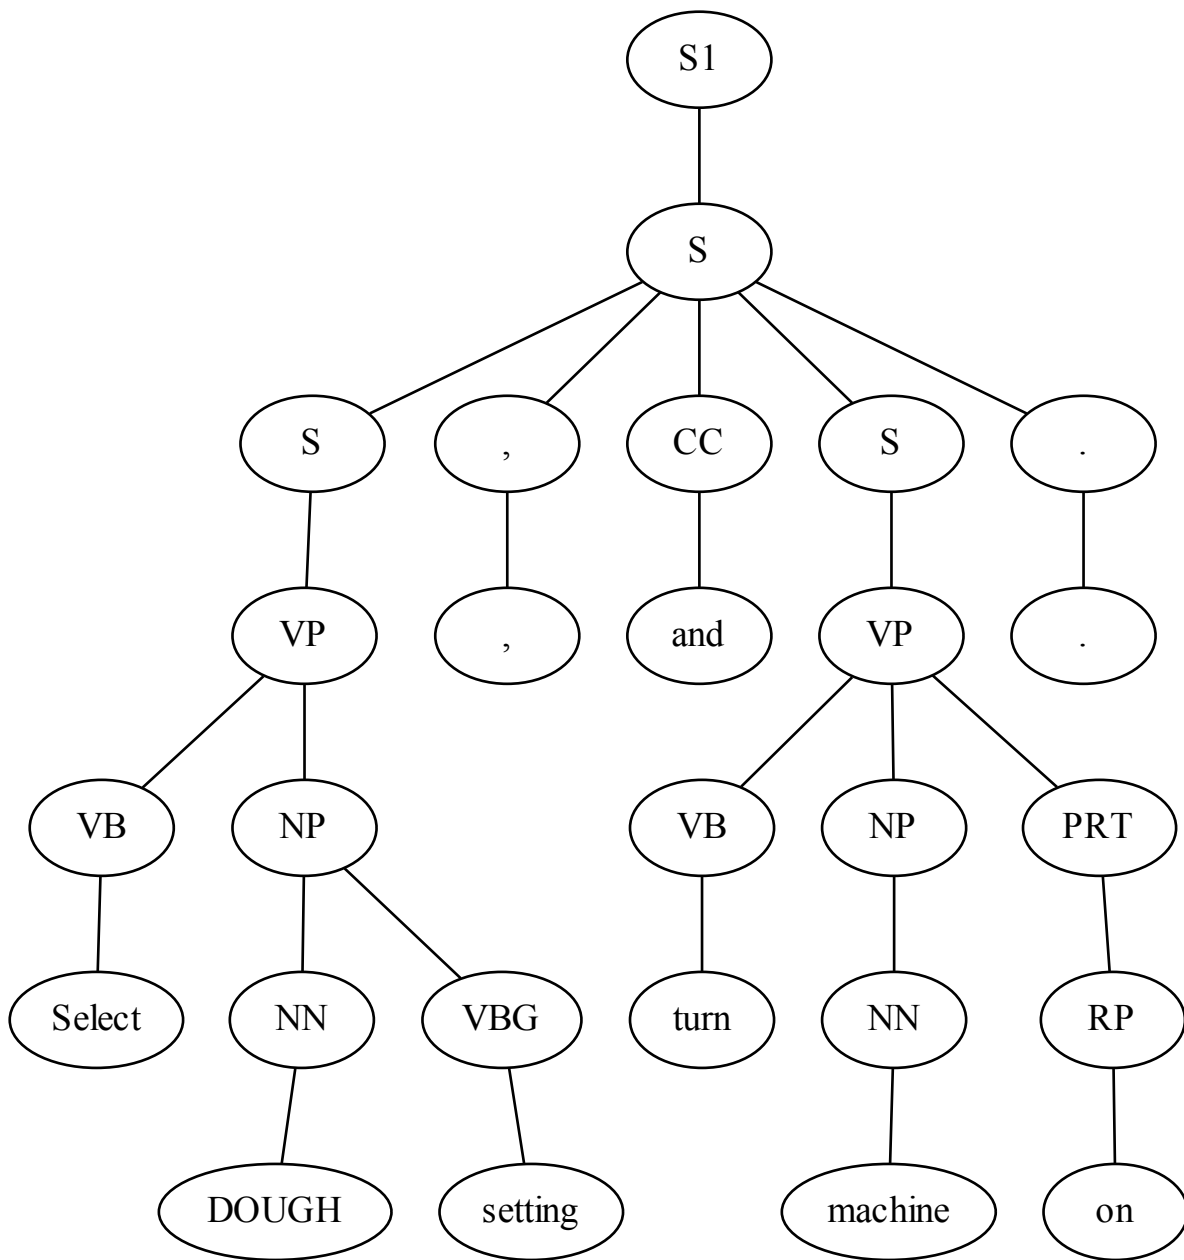 S1
S
S , CC S .
VP , and VP .
VB NP VB NP PRT
Select NN VBG turn NN RP
DOUGH setting machine on